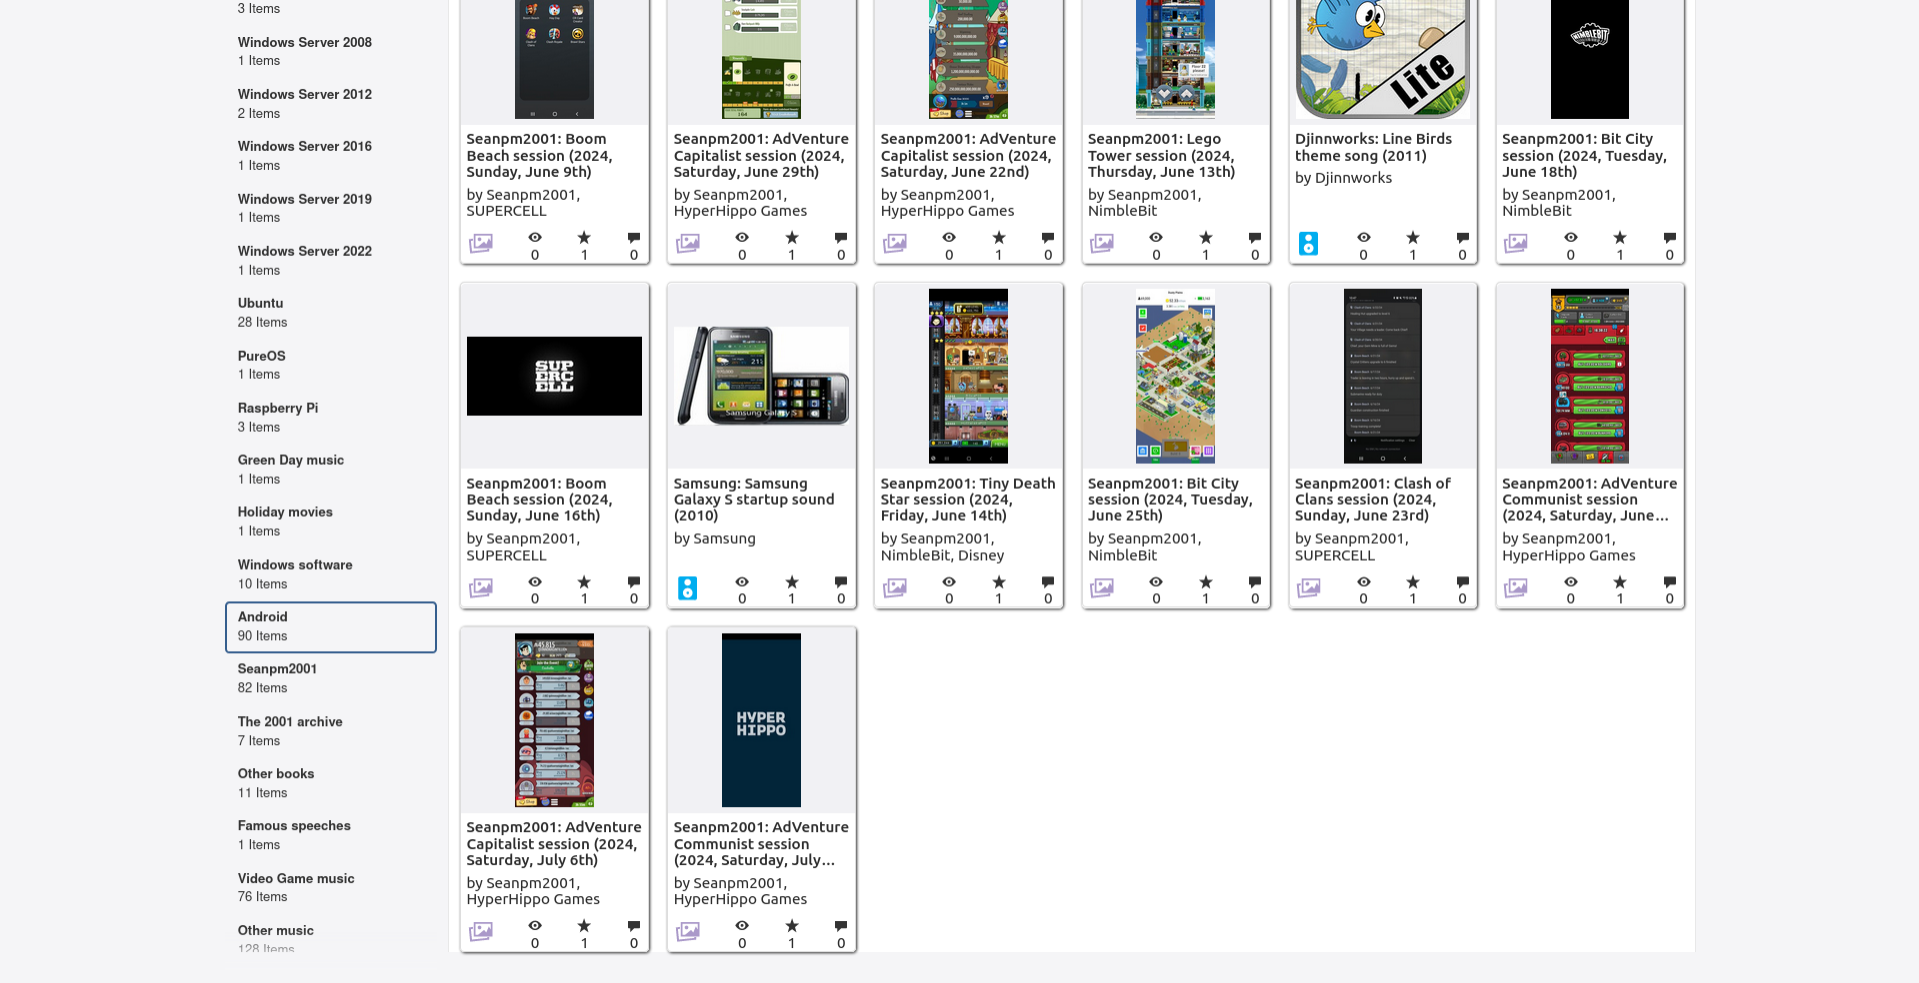 3 Items
Windows Server 2008
1 Items
Windows Server 2012
2 Items
Windows Server 2016
1 Items
Windows Server 2019
1 Items
Windows Server 2022
1 Items
Ubuntu
28 Items
PureOS
1 Items
Raspberry Pi
3 Items
Green Day music
1 Items
Holiday movies
1 Items
Windows software
10 Items
Android
90 Items
Seanpm2001
82 Items
The 2001 archive
7 Items
Other books
11 Items
Famous speeches
1 Items
Video Game music
76 Items
Other music
128 Items
Seanpm2001: Boom
Beach session (2024,
Sunday, June 9th)
by Seanpm2001,
SUPERCELL
0 1 0
Seanpm2001: AdVenture
Capitalist session (2024,
Saturday, June 29th)
by Seanpm2001,
HyperHippo Games
0 1 0
Seanpm2001: AdVenture
Capitalist session (2024,
Saturday, June 22nd)
by Seanpm2001,
HyperHippo Games
0 1 0
Seanpm2001: Lego
Tower session (2024,
Thursday, June 13th)
by Seanpm2001,
NimbleBit
0 1 0
Lite
Djinnworks: Line Birds
theme song (2011)
by Djinnworks
0 1 0
NIMBLEBIT
Seanpm2001: Bit City
session (2024, Tuesday,
June 18th)
by Seanpm2001,
NimbleBit
0 1 0
SUP
ERC
ELL
Seanpm2001: Boom
Beach session (2024,
Sunday, June 16th)
by Seanpm2001,
SUPERCELL
0 1 0
Samsung Galaxy S
Samsung: Samsung
Galaxy S startup sound
(2010)
by Samsung
0 1 0
Seanpm2001: Tiny Death
Star session (2024,
Friday, June 14th)
by Seanpm2001,
NimbleBit, Disney
0 1 0
Seanpm2001: Bit City
session (2024, Tuesday,
June 25th)
by Seanpm2001,
NimbleBit
0 1 0
Seanpm2001: Clash of
Clans session (2024,
Sunday, June 23rd)
by Seanpm2001,
SUPERCELL
0 1 0
Seanpm2001: AdVenture
Communist session
(2024, Saturday, June...
by Seanpm2001,
HyperHippo Games
0 1 0
Seanpm2001: AdVenture
Capitalist session (2024,
Saturday, July 6th)
by Seanpm2001,
HyperHippo Games
0 1 0
HYPER
HIPPO
Seanpm2001: AdVenture
Communist session
(2024, Saturday, July...
by Seanpm2001,
HyperHippo Games
0 1 0